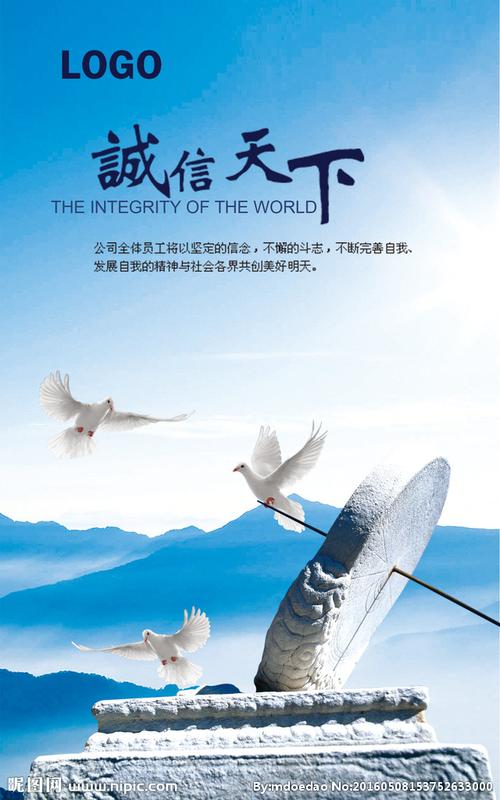 LOGO
誠信天下
THE INTEGRITY OF THE WORLD
公司全体员工将以坚定的信念，不懈的斗志，不断完善自我、
发展自我的精神与社会各界共创美好明天。
昵图网 www.nipic.com
By:mdoedao No:20160508153752633000